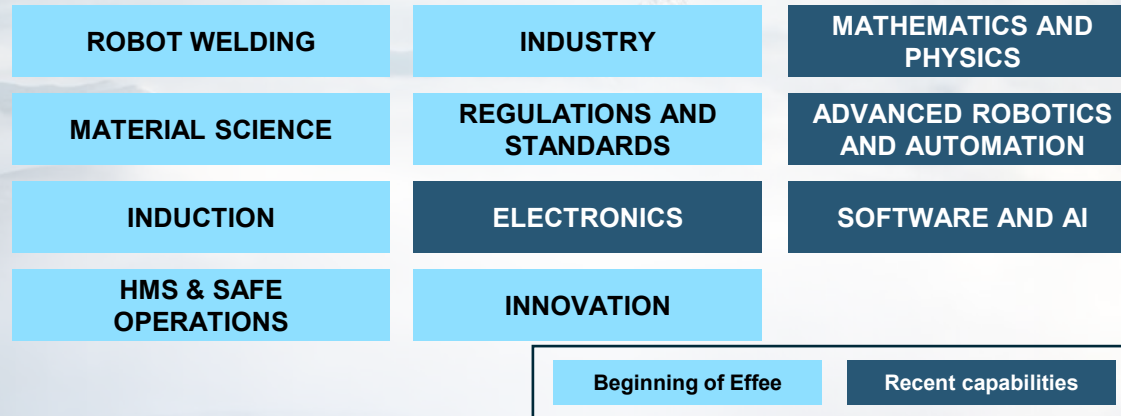 ROBOT WELDING
INDUSTRY
MATHEMATICS AND
PHYSICS
MATERIAL SCIENCE
REGULATIONS AND
STANDARDS
ADVANCED ROBOTICS
AND AUTOMATION
INDUCTION
ELECTRONICS
SOFTWARE AND AI
HMS & SAFE
OPERATIONS
INNOVATION
Beginning of Effee
Recent capabilities